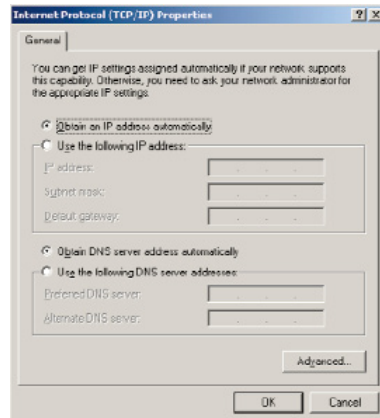 Internet Protocol (TCP/IP) Properties
General
You can get IP settings assigned automatically if your network supports
this capability. Otherwise, you need to ask your network administrator for
the appropriate IP settings.
Obtain an IP address automatically
Use the following IP address:
IP address:
Subnet mask:
Default gateway:
Obtain DNS server address automatically
Use the following DNS server addresses:
Preferred DNS server:
Alternate DNS server:
Advanced...
OK
Cancel